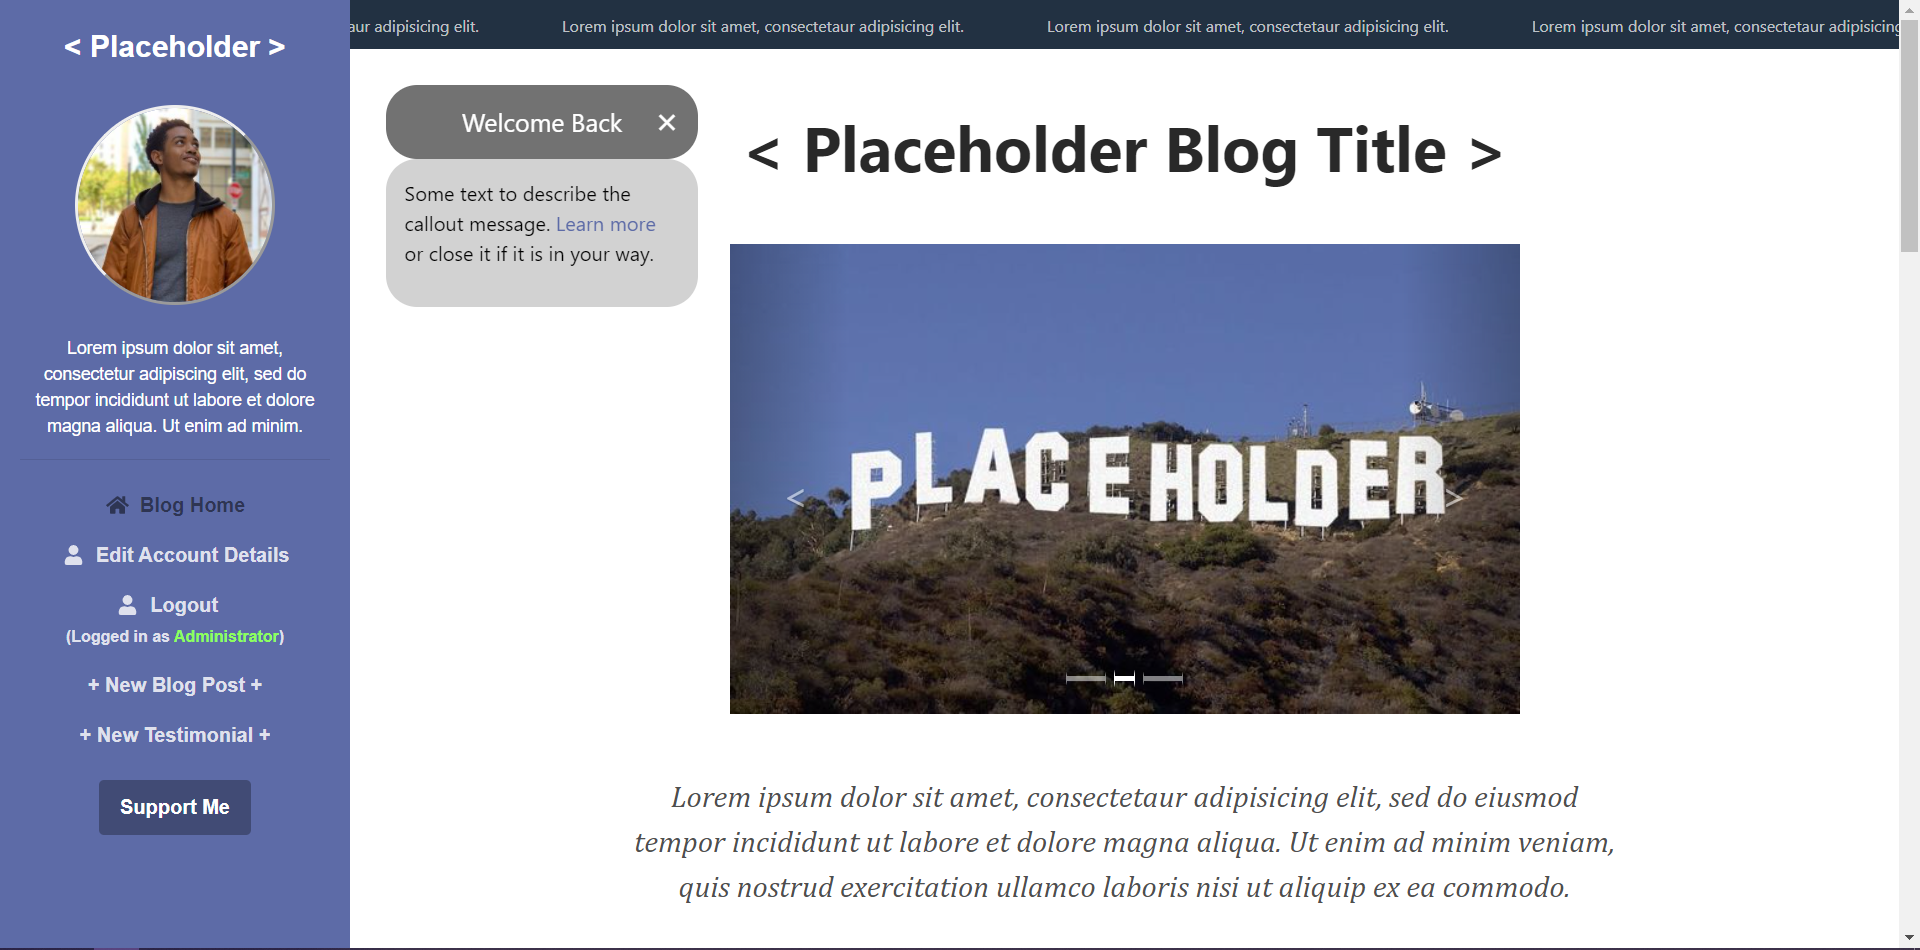 < Placeholder >
Lorem ipsum dolor sit amet,
consectetur adipiscing elit, sed do
tempor incididunt ut labore et dolore
magna aliqua. Ut enim ad minim.
Blog Home
Edit Account Details
Logout
(Logged in as Administrator)
+ New Blog Post +
+ New Testimonial +
Support Me
aur adipisicing elit. Lorem ipsum dolor sit amet, consectetaur adipisicing elit. Lorem ipsum dolor sit amet, consectetaur adipisicing elit. Lorem ipsum dolor sit amet, consectetaur adipisicing
Welcome Back ×
Some text to describe the
callout message. Learn more
or close it if it is in your way.
< Placeholder Blog Title >
PLACEHOLDER
< >
Lorem ipsum dolor sit amet, consectetaur adipisicing elit, sed do eiusmod
tempor incididunt ut labore et dolore magna aliqua. Ut enim ad minim veniam,
quis nostrud exercitation ullamco laboris nisi ut aliquip ex ea commodo.